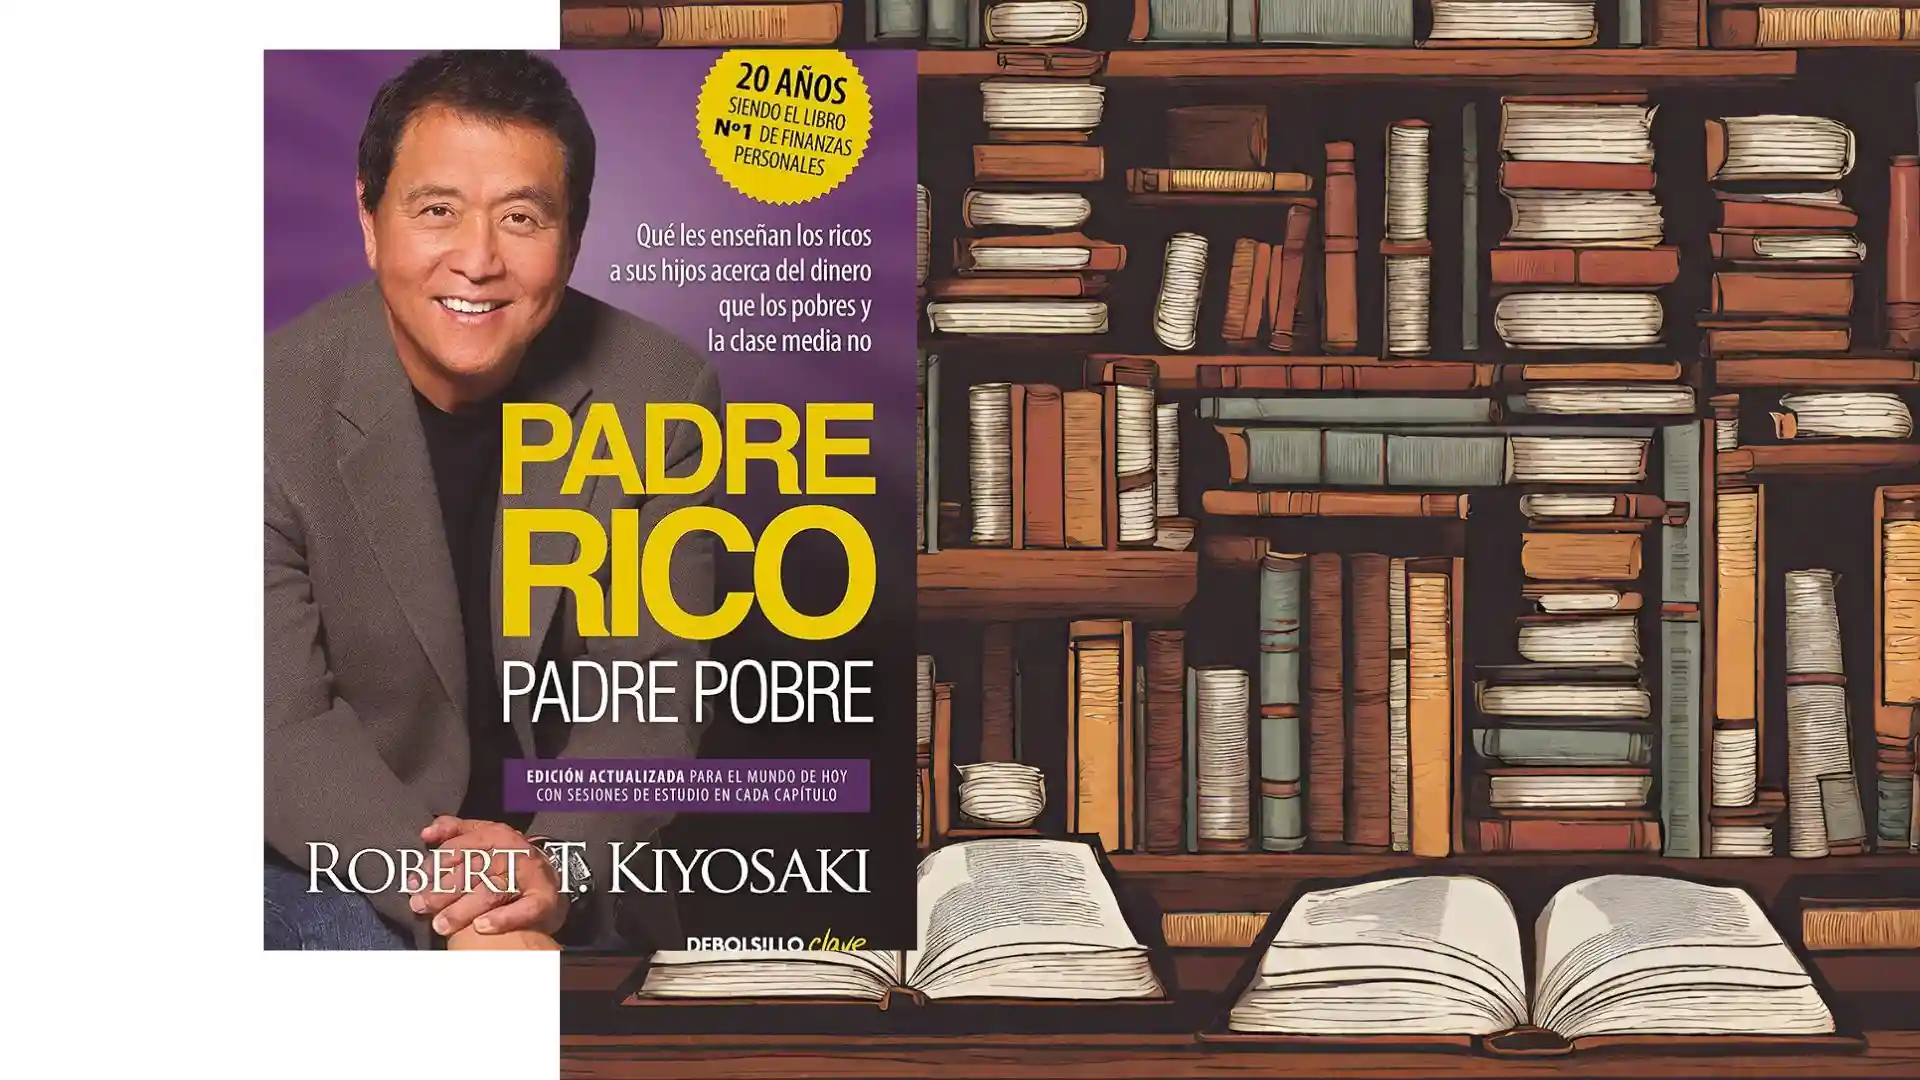 20 AÑOS
SIENDO EL LIBRO
Nº1 DE FINANZAS
PERSONALES
Qué les enseñan los ricos
a sus hijos acerca del dinero
que los pobres y
la clase media no
PADRE
RICO
PADRE POBRE
EDICIÓN ACTUALIZADA PARA EL MUNDO DE HOY
CON SESIONES DE ESTUDIO EN CADA CAPÍTULO
ROBERT T. KIYOSAKI
DEBOLS!LLO clave